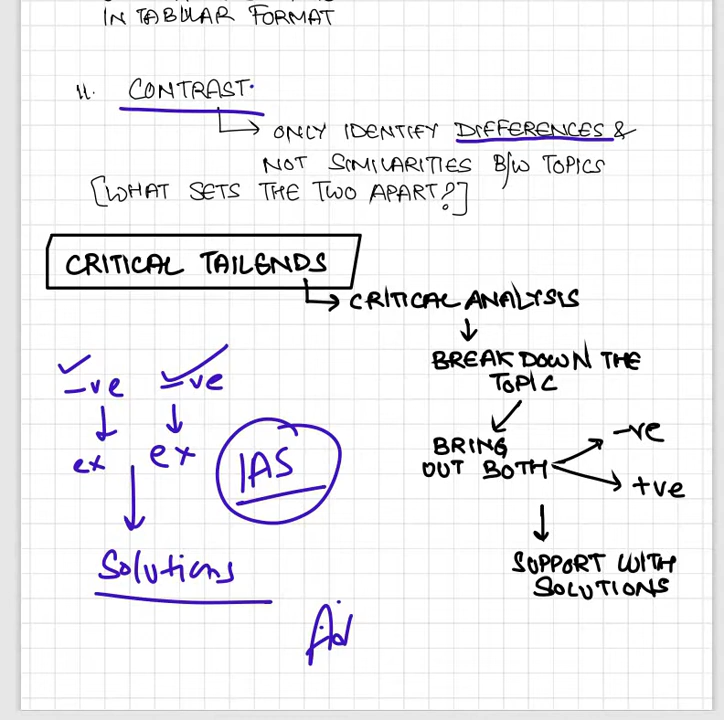 IN TABULAR FORMAT
11. CONTRAST.
ONLY IDENTIFY DIFFERENCES &
NOT SIMILARITIES B/W TOPICS
[WHAT SETS THE TWO APART?]
CRITICAL TAILENDS
CRITICAL ANALYSIS
BREAK DOWN THE
TOPIC
BRING
OUT BOTH
-ve
+ve
SUPPORT WITH
SOLUTIONS
-ve
ve
ex
ex
IAS
Solutions